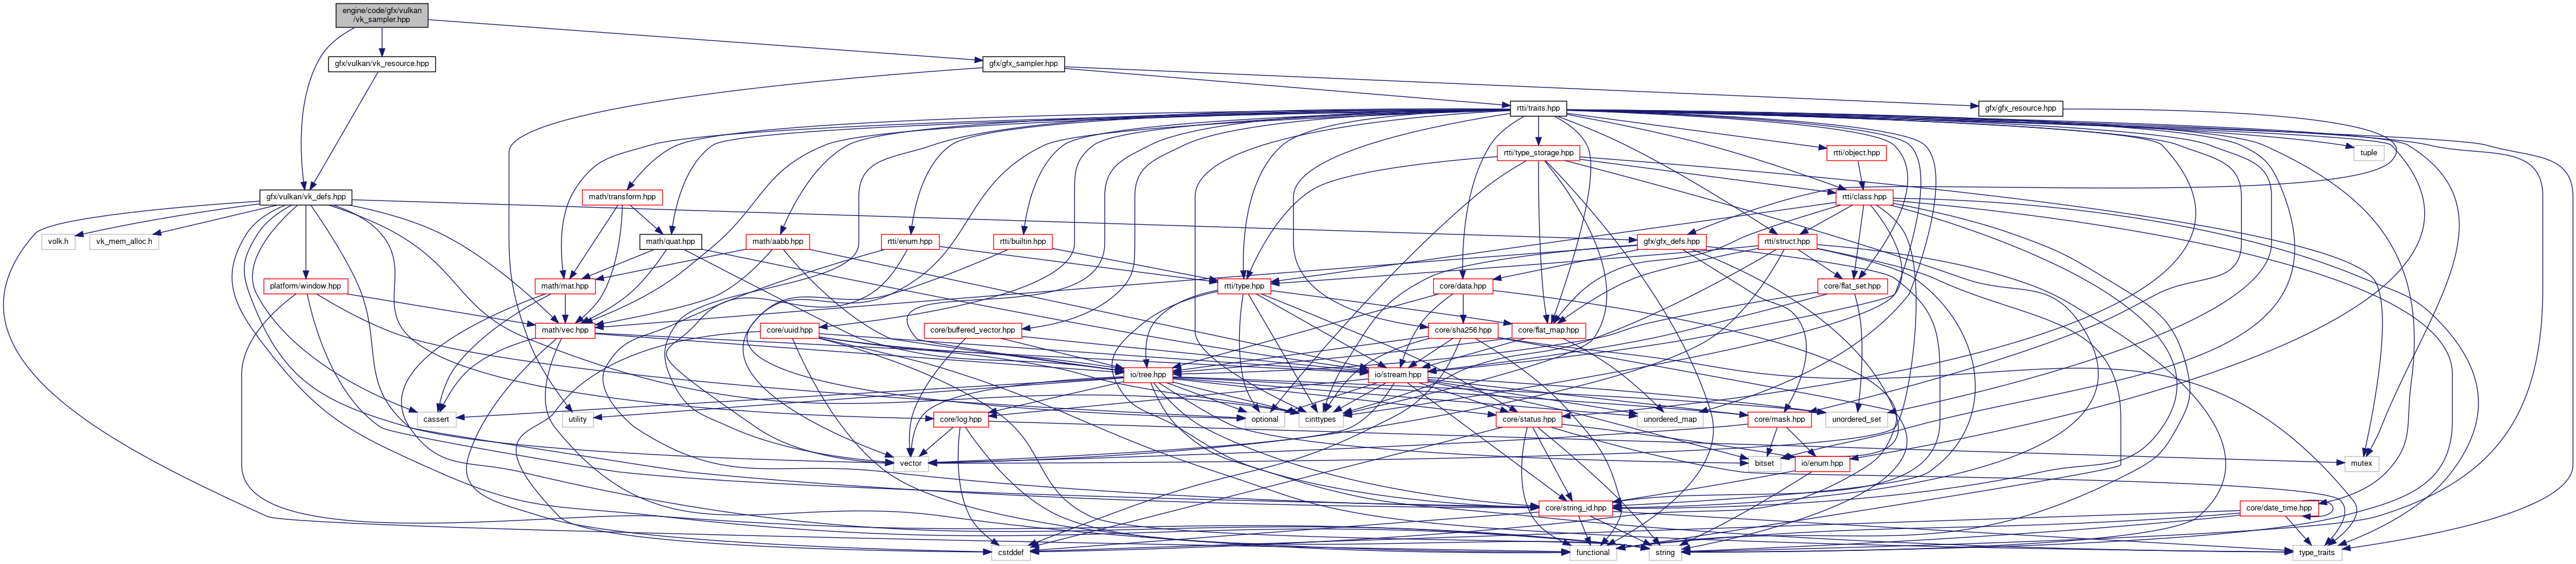 engine/code/gfx/vulkan
/vk_sampler.hpp
gfx/vulkan/vk_resource.hpp
gfx/gfx_sampler.hpp
rtti/traits.hpp
gfx/gfx_resource.hpp
rtti/type_storage.hpp
rtti/object.hpp
tuple
gfx/vulkan/vk_defs.hpp
math/transform.hpp
rtti/class.hpp
volk.h
vk_mem_alloc.h
math/quat.hpp
math/aabb.hpp
rtti/enum.hpp
rtti/builtin.hpp
gfx/gfx_defs.hpp
rtti/struct.hpp
platform/window.hpp
math/mat.hpp
rtti/type.hpp
core/data.hpp
core/flat_set.hpp
math/vec.hpp
core/uuid.hpp
core/buffered_vector.hpp
core/sha256.hpp
core/flat_map.hpp
io/tree.hpp
io/stream.hpp
cassert
utility
core/log.hpp
optional
cinttypes
core/status.hpp
unordered_map
core/mask.hpp
unordered_set
vector
bitset
io/enum.hpp
mutex
core/string_id.hpp
core/date_time.hpp
cstddef
functional
string
type_traits